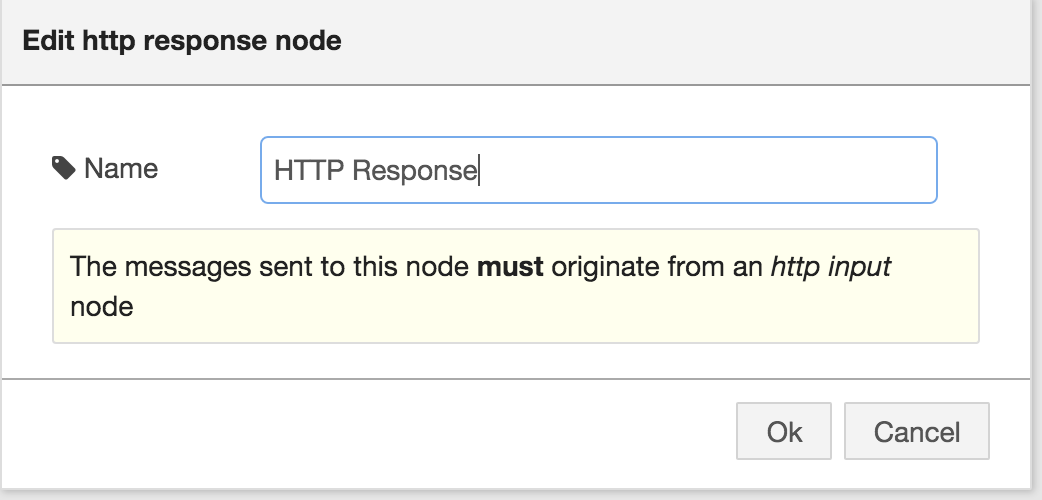 Edit http response node
Name
HTTP Response
The messages sent to this node must originate from an http input
node
Ok
Cancel